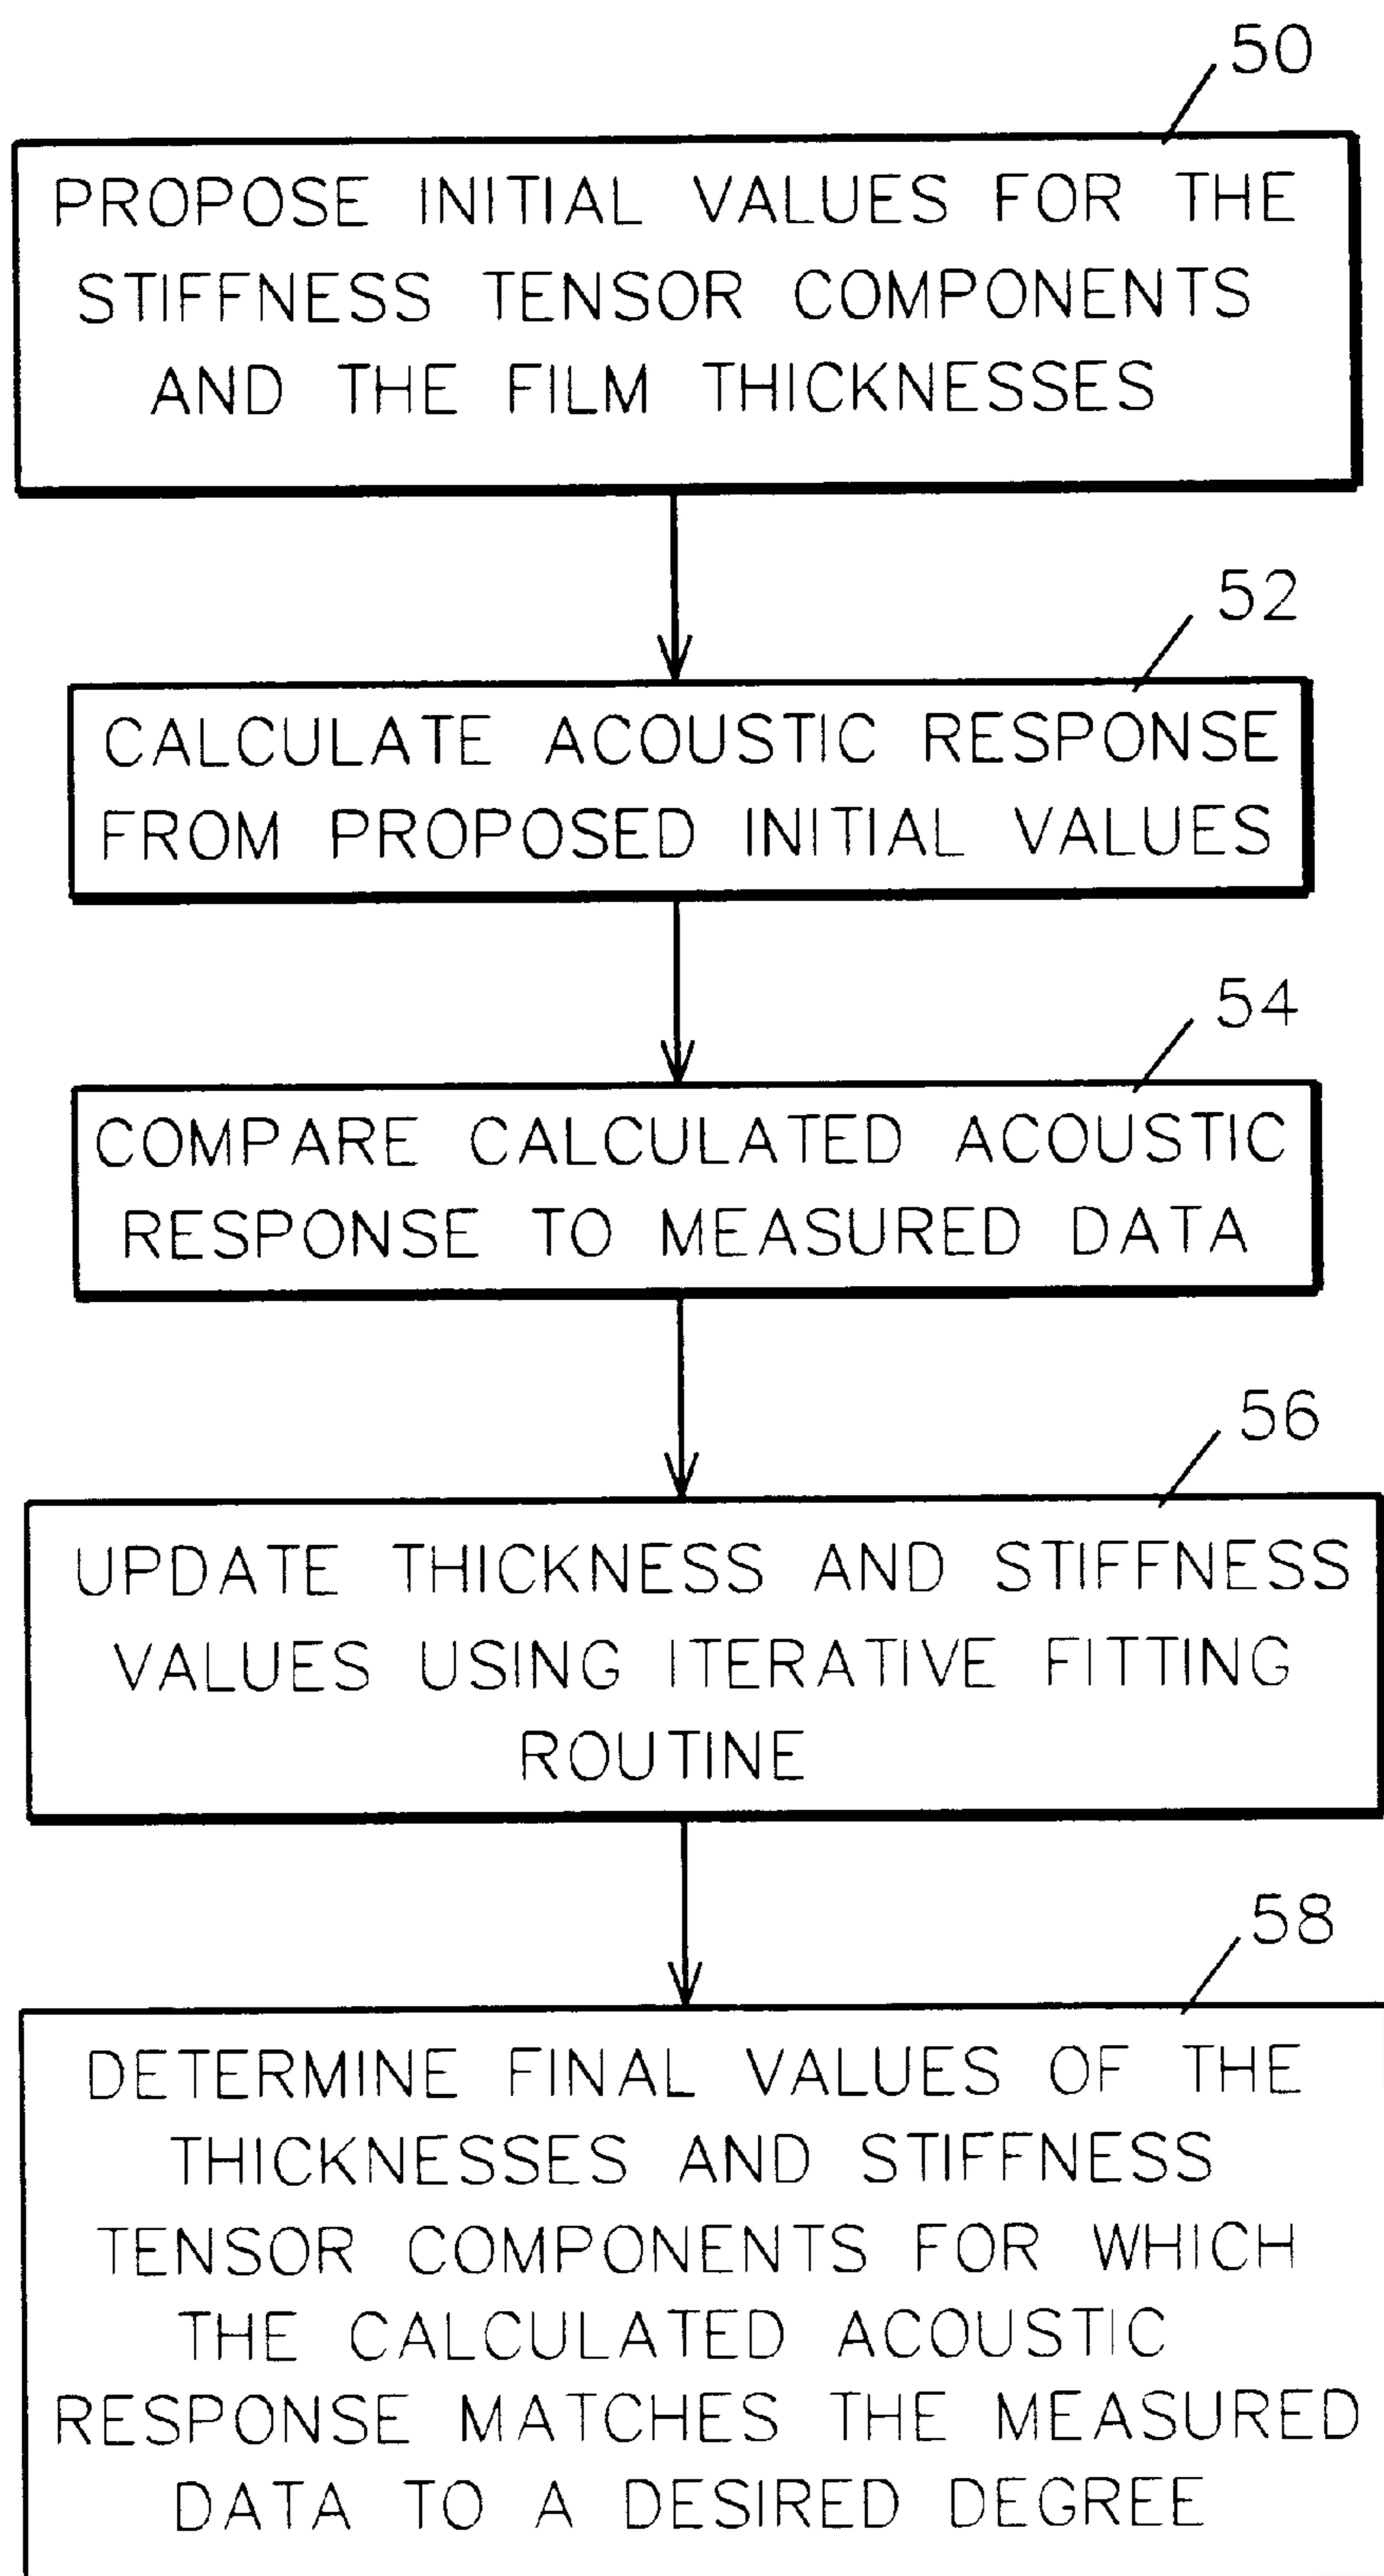 50
PROPOSE INITIAL VALUES FOR THE
STIFFNESS TENSOR COMPONENTS
AND THE FILM THICKNESSES
52
CALCULATE ACOUSTIC RESPONSE
FROM PROPOSED INITIAL VALUES
54
COMPARE CALCULATED ACOUSTIC
RESPONSE TO MEASURED DATA
56
UPDATE THICKNESS AND STIFFNESS
VALUES USING ITERATIVE FITTING
ROUTINE
58
DETERMINE FINAL VALUES OF THE
THICKNESSES AND STIFFNESS
TENSOR COMPONENTS FOR WHICH
THE CALCULATED ACOUSTIC
RESPONSE MATCHES THE MEASURED
DATA TO A DESIRED DEGREE